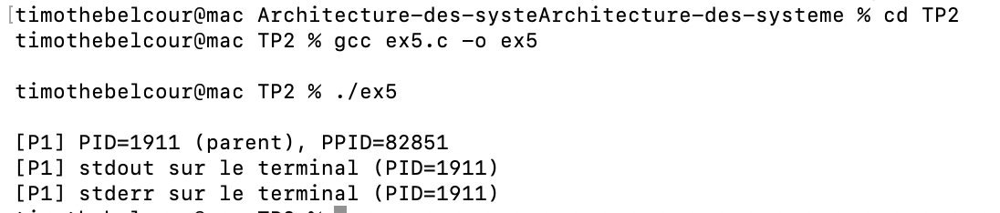 [timothebelcour@mac Architecture-des-systeArchitecture-des-systeme % cd TP2
timothebelcour@mac TP2 % gcc ex5.c -o ex5
timothebelcour@mac TP2 % ./ex5
[P1] PID=1911 (parent), PPID=82851
[P1] stdout sur le terminal (PID=1911)
[P1] stderr sur le terminal (PID=1911)